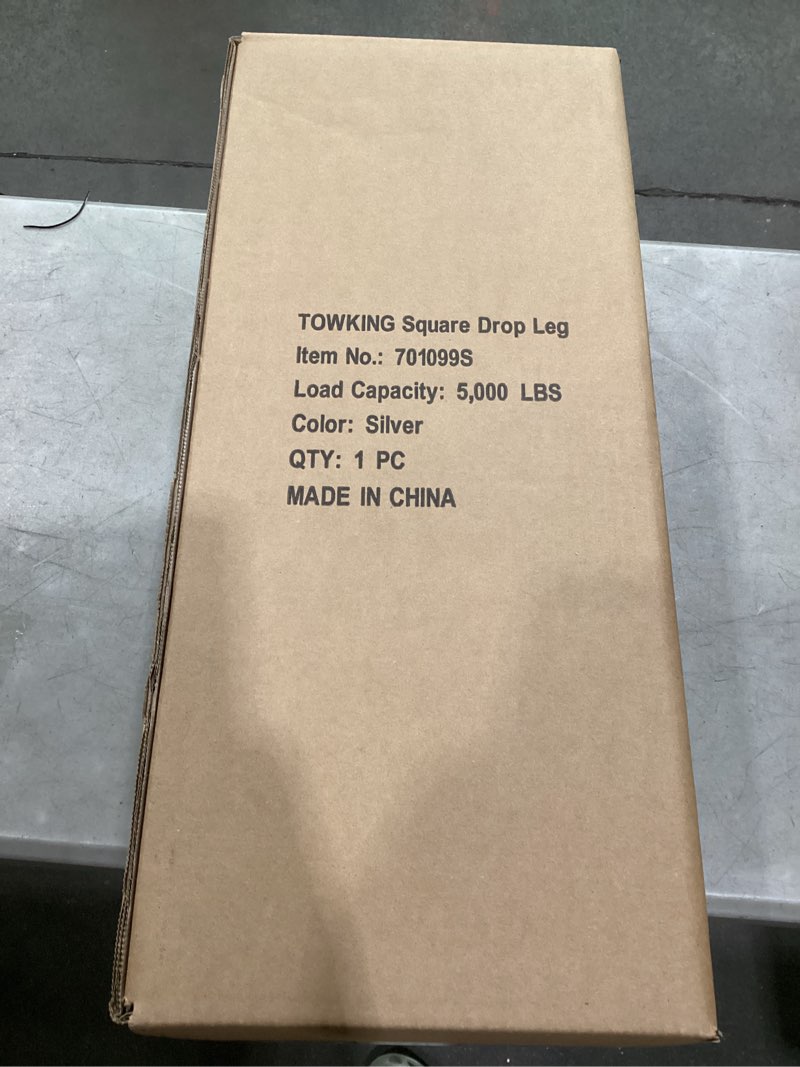 TOWKING Square Drop Leg
Item No.: 701099S
Load Capacity: 5,000 LBS
Color: Silver
QTY: 1 PC
MADE IN CHINA